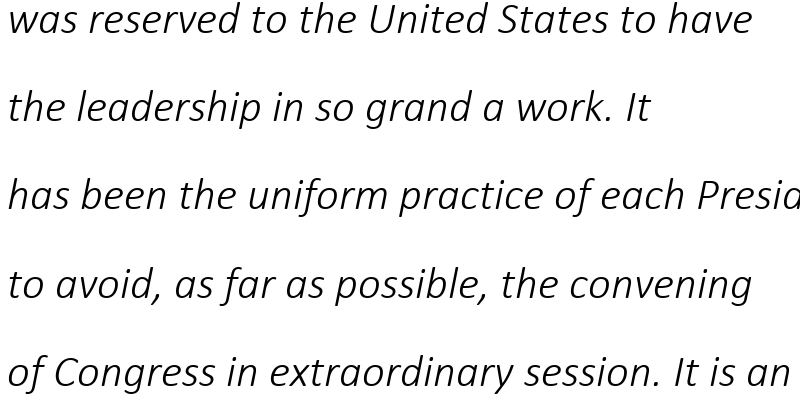 was reserved to the United States to have
the leadership in so grand a work. It
has been the uniform practice of each
to avoid, as far as possible, the convening
of Congress in extraordinary session. It is an